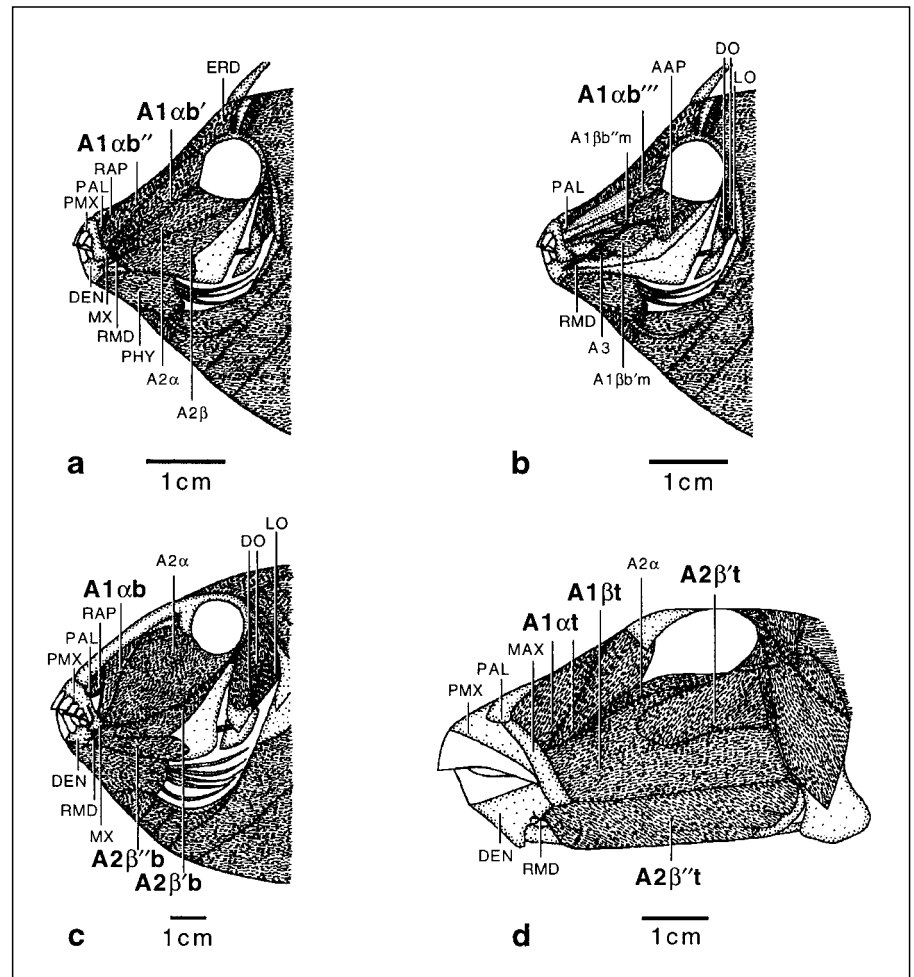 ERD
A1αb′
A1αb″
RAP
PAL
PMX
DEN
MX
RMD
PHY
A2α
A2β
a
1cm
DO
AAP
LO
A1αb‴
A1βb″m
PAL
RMD
A3
A1βb′m
b
1cm
LO
DO
A2α
A1αb
RAP
PAL
PMX
DEN
RMD
MX
A2β″b
A2β′b
c
1cm
A2α
A2β′t
A1βt
A1αt
MAX
PAL
PMX
DEN
RMD
A2β″t
d
1cm